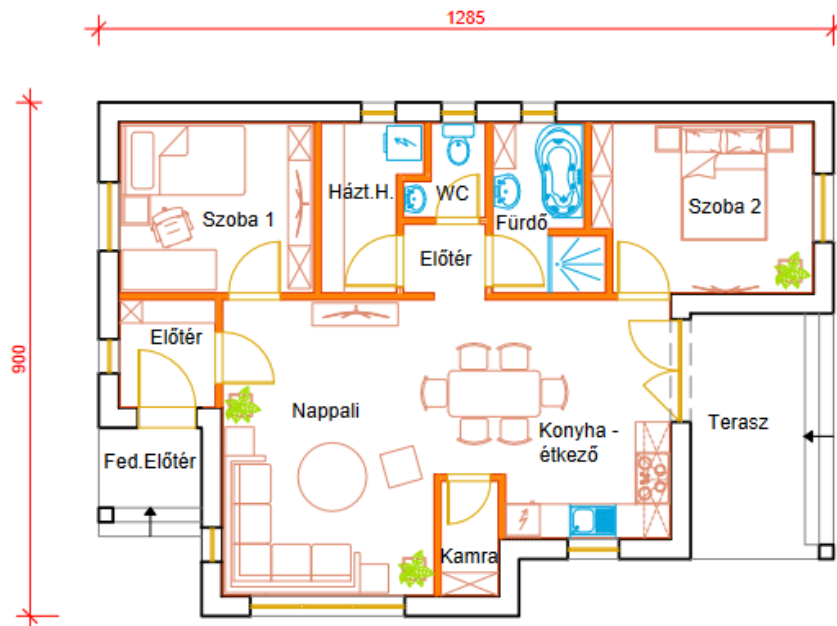 1285
900
Szoba 1
Házt.H.
WC
Fürdő
Szoba 2
Előtér
Előtér
Nappali
Konyha -
étkező
Terasz
Fed.Előtér
Kamra